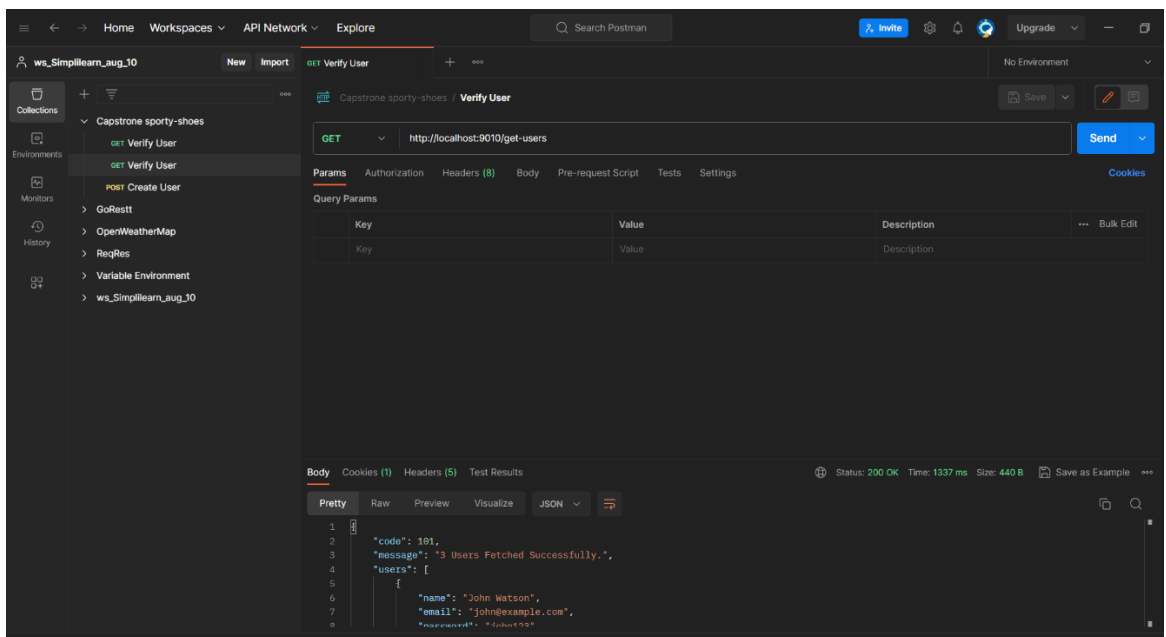 Home Workspaces API Network Explore Search Postman Invite Upgrade
ws_Simplilearn_aug_10 New Import GET Verify User No Environment
Collections
Environments
Monitors
History
Capstrone sporty-shoes
GET Verify User
GET Verify User
POST Create User
GoRestt
OpenWeatherMap
ReqRes
Variable Environment
ws_Simplilearn_aug_10
HTTP Capstrone sporty-shoes / Verify User Save
GET http://localhost:9010/get-users Send
Params Authorization Headers (8) Body Pre-request Script Tests Settings Cookies
Query Params
Key Value Description Bulk Edit
Key Value Description
Body Cookies (1) Headers (5) Test Results Status: 200 OK Time: 1337 ms Size: 440 B Save as Example
Pretty Raw Preview Visualize JSON
1 {
2 "code": 101,
3 "message": "3 Users Fetched Successfully.",
4 "users": [
5 {
6 "name": "John Watson",
7 "email": "john@example.com",
8 "password": "john123"